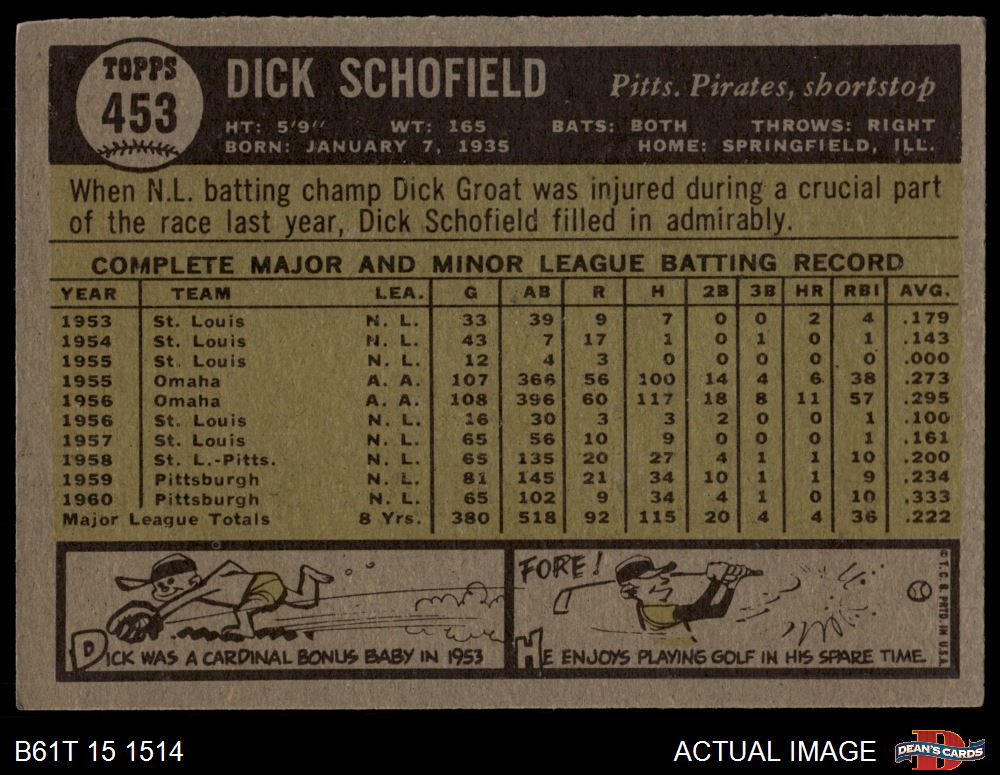 TOPPS
453
DICK SCHOFIELD
Pitts. Pirates, shortstop
HT: 5'9" WT: 165 BATS: BOTH THROWS: RIGHT
BORN: JANUARY 7, 1935 HOME: SPRINGFIELD, ILL.
When N.L. batting champ Dick Groat was injured during a crucial part
of the race last year, Dick Schofield filled in admirably.
COMPLETE MAJOR AND MINOR LEAGUE BATTING RECORD
YEAR TEAM LEA. G AB R H 2B 3B HR RBI AVG.
1953 St. Louis N. L. 33 39 9 7 0 0 2 4 .179
1954 St. Louis N. L. 43 7 17 1 0 1 0 1 .143
1955 St. Louis N. L. 12 4 3 0 0 0 0 0 .000
1955 Omaha A. A. 107 366 56 100 14 4 6 38 .273
1956 Omaha A. A. 108 396 60 117 18 8 11 57 .295
1956 St. Louis N. L. 16 30 3 3 2 0 0 1 .100
1957 St. Louis N. L. 65 56 10 9 0 0 0 1 .161
1958 St. L.-Pitts. N. L. 65 135 20 27 4 1 1 10 .200
1959 Pittsburgh N. L. 81 145 21 34 10 1 1 9 .234
1960 Pittsburgh N. L. 65 102 9 34 4 1 0 10 .333
Major League Totals 8 Yrs. 380 518 92 115 20 4 4 36 .222
DICK WAS A CARDINAL BONUS BABY IN 1953
FORE!
HE ENJOYS PLAYING GOLF IN HIS SPARE TIME.
© T. C. G. PRTD. IN U.S.A.
B61T 15 1514
ACTUAL IMAGE
DEAN'S CARDS